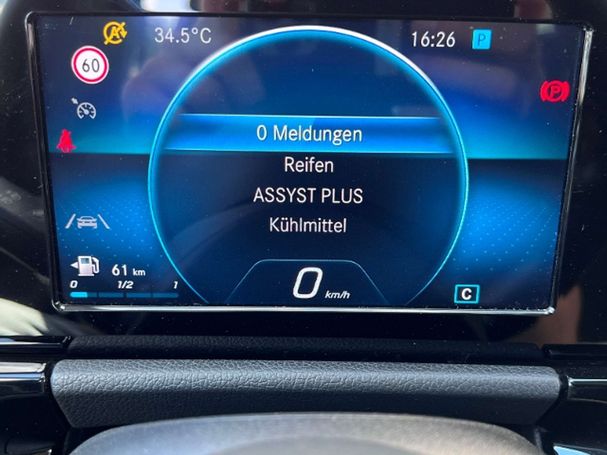 A
34.5°C
16:26
P
60
P
0 Meldungen
Reifen
ASSYST PLUS
Kühlmittel
61 km
0 1/2 1
0 km/h
C